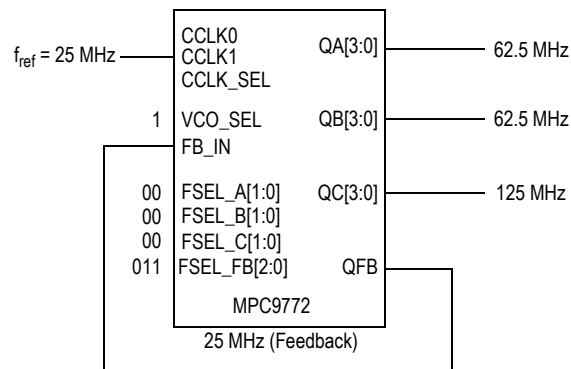 CCLK0
f_ref = 25 MHz
CCLK1
CCLK_SEL
QA[3:0]
62.5 MHz
1
VCO_SEL
QB[3:0]
62.5 MHz
FB_IN
00
FSEL_A[1:0]
QC[3:0]
125 MHz
00
FSEL_B[1:0]
00
FSEL_C[1:0]
011
FSEL_FB[2:0]
QFB
MPC9772
25 MHz (Feedback)